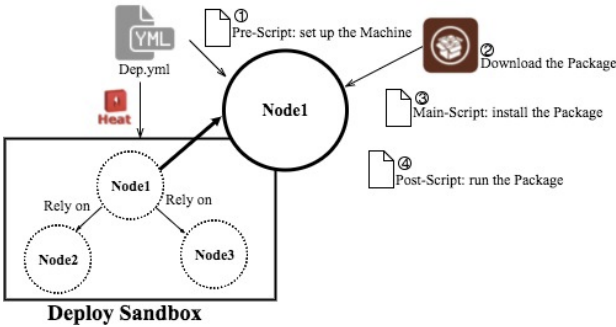 ①
Pre-Script: set up the Machine
YML
Dep.yml
②
Download the Package
Heat
Node1
③
Main-Script: install the Package
④
Post-Script: run the Package
Node1
Rely on
Rely on
Node2
Node3
Deploy Sandbox